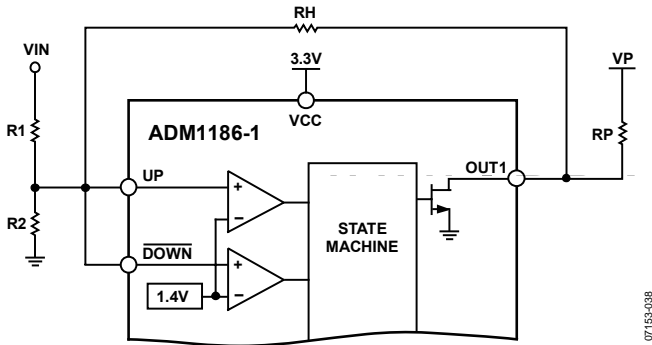 RH
VIN
3.3V
VP
VCC
ADM1186-1
R1
RP
UP
OUT1
+
−
R2
STATE
MACHINE
DOWN
+
1.4V
−
07153-038